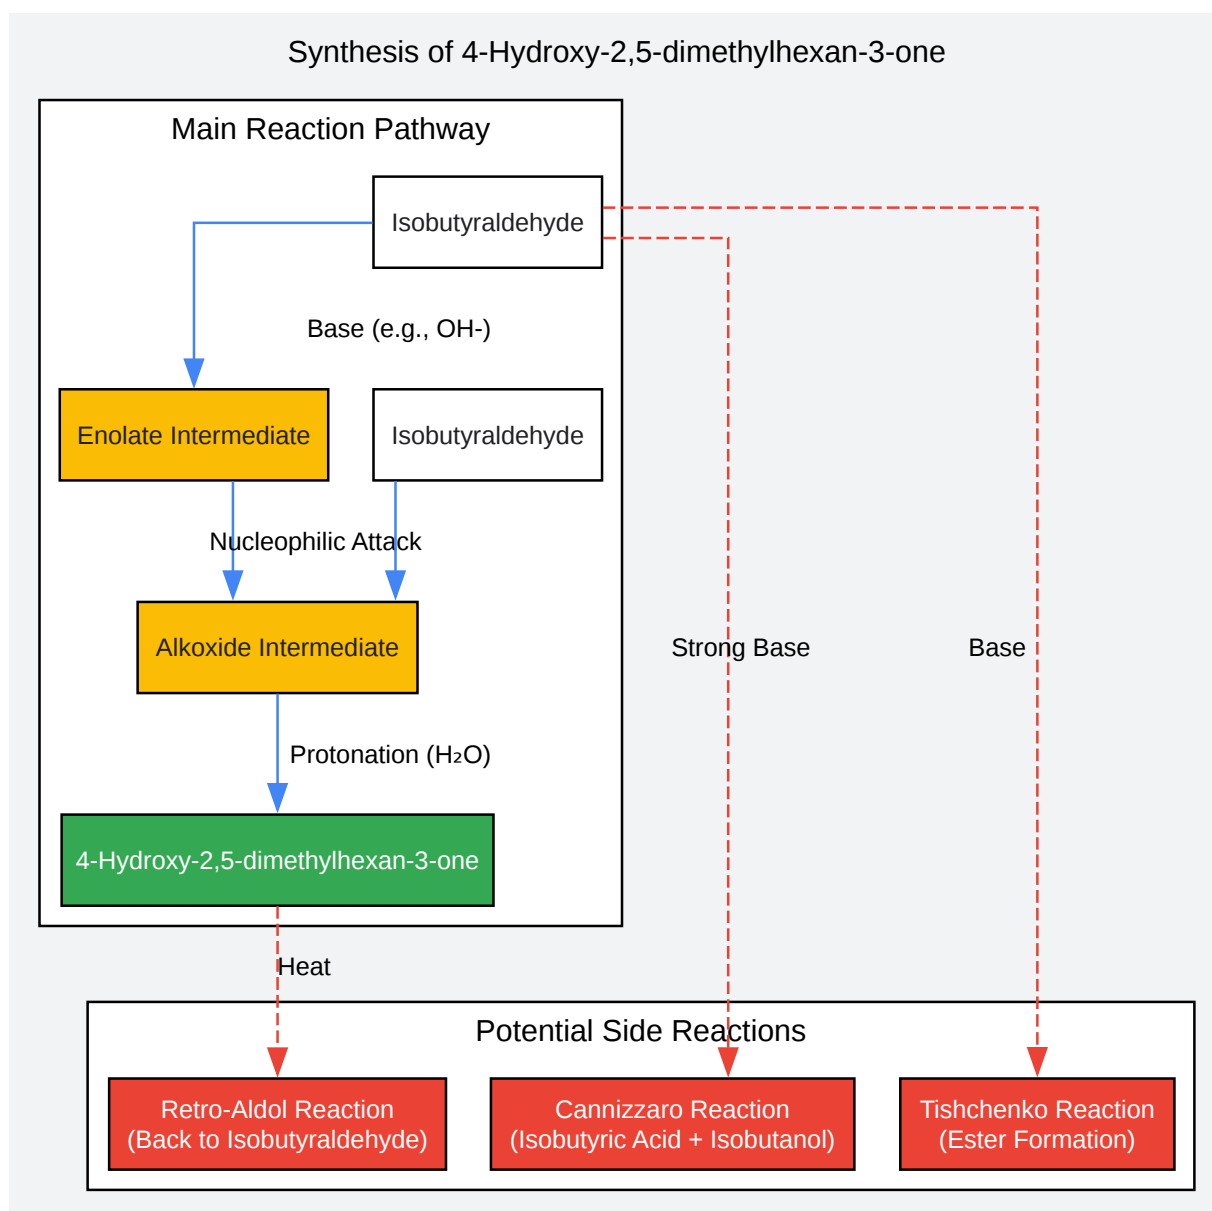 Synthesis of 4-Hydroxy-2,5-dimethylhexan-3-one
Main Reaction Pathway
Isobutyraldehyde
Base (e.g., OH-)
Enolate Intermediate
Isobutyraldehyde
Nucleophilic Attack
Alkoxide Intermediate
Strong Base
Base
Protonation (H₂O)
4-Hydroxy-2,5-dimethylhexan-3-one
Heat
Potential Side Reactions
Retro-Aldol Reaction
(Back to Isobutyraldehyde)
Cannizzaro Reaction
(Isobutyric Acid + Isobutanol)
Tishchenko Reaction
(Ester Formation)